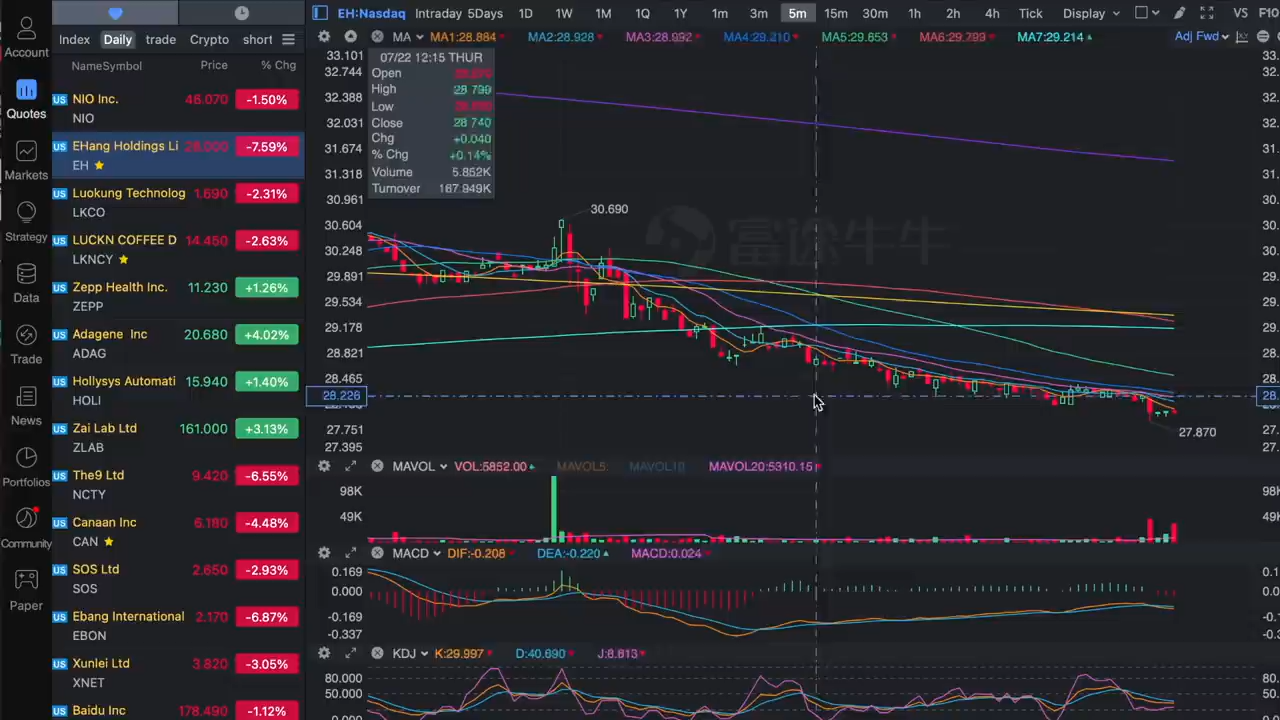 EH:Nasdaq Intraday 5Days 1D 1W 1M 1Q 1Y 1m 3m 5m 15m 30m 1h 2h 4h Tick Display VS F10
Account
Index Daily trade Crypto short
MA MA1:28.884 MA2:28.928 MA4:29.210 MA5:29.653 MA7:29.214 Adj Fwd
NameSymbol Price % Chg
Quotes
Markets
Strategy
Data
Trade
News
Portfolios
Community
Paper
US NIO Inc. 46.070 -1.50%
NIO
US EHang Holdings Li 28.000 -7.59%
EH
US Luokung Technolog 1.690 -2.31%
LKCO
US LUCKN COFFEE D 14.450 -2.63%
LKNCY
US Zepp Health Inc. 11.230 +1.26%
ZEPP
US Adagene Inc 20.680 +4.02%
ADAG
US Hollysys Automati 15.940 +1.40%
HOLI
US Zai Lab Ltd 161.000 +3.13%
ZLAB
US The9 Ltd 9.420 -6.55%
NCTY
US Canaan Inc 6.180 -4.48%
CAN
US SOS Ltd 2.650 -2.93%
SOS
US Ebang International 2.170 -6.87%
EBON
US Xunlei Ltd 3.820 -3.05%
XNET
US Baidu Inc 178.490 -1.12%
07/22 12:15 THUR
Open
High 28.790
Low
Close 28.740
Chg +0.040
% Chg +0.14%
Volume 5.852K
Turnover 167.949K
33.101
32.744
32.388
32.031
31.674
31.318
30.961
30.604
30.248
29.891
29.534
29.178
28.821
28.465
28.226
27.751
27.395
30.690
富途牛牛
27.870
MAVOL VOL:5852.00 MAVOL5: MAVOL10 MAVOL20:5310.15
98K
49K
MACD DIF:-0.208 DEA:-0.220 MACD:0.024
0.169
0.000
-0.169
-0.337
KDJ K:29.997 D:40.690 J:8.613
80.000
50.000
0.000